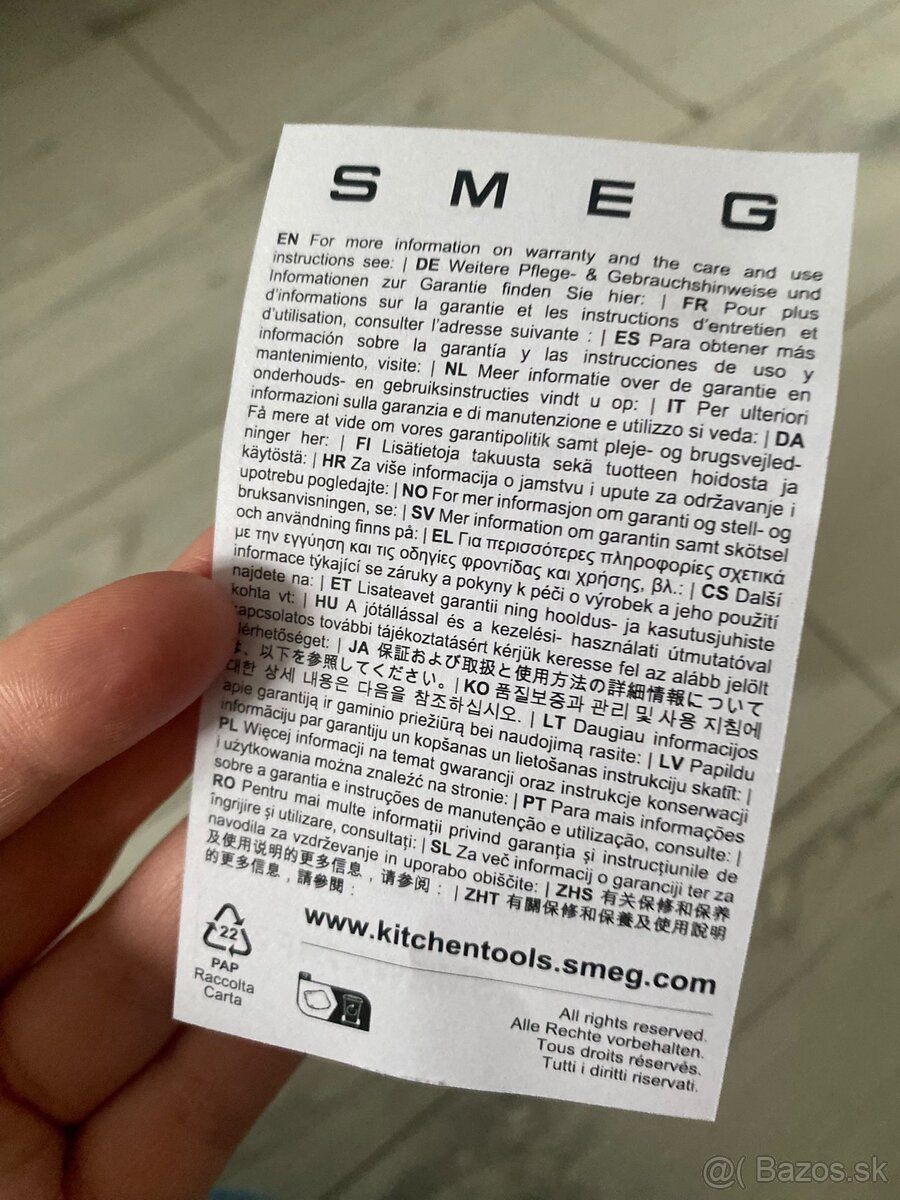 SMEG
EN For more information on warranty and the care and use
instructions see: | DE Weitere Pflege- & Gebrauchshinweise und
Informationen zur Garantie finden Sie hier: | FR Pour plus
d'informations sur la garantie et les instructions d'entretien et
d'utilisation, consulter l'adresse suivante : | ES Para obtener más
información sobre la garantía y las instrucciones de uso y
mantenimiento, visite: | NL Meer informatie over de garantie en
onderhouds- en gebruiksinstructies vindt u op: | IT Per ulteriori
informazioni sulla garanzia e di manutenzione e utilizzo si veda: | DA
Få mere at vide om vores garantipolitik samt pleje- og brugsvejled-
ninger her: | FI Lisätietoja takuusta sekä tuotteen hoidosta ja
käytöstä: | HR Za više informacija o jamstvu i upute za održavanje i
upotrebu pogledajte: | NO For mer informasjon om garanti og stell- og
bruksanvisningen, se: | SV Mer information om garantin samt skötsel
och användning finns på: | EL Για περισσότερες πληροφορίες σχετικά
με την εγγύηση και τις οδηγίες φροντίδας και χρήσης, βλ.: | CS Další
informace týkající se záruky a pokyny k péči o výrobek a jeho použití
najdete na: | ET Lisateavet garantii ning hooldus- ja kasutusjuhiste
kohta vt: | HU A jótállással és a kezelési- használati útmutatóval
kapcsolatos további tájékoztatásért kérjük keresse fel az alább jelölt
elérhetőséget: | JA 保証および取扱と使用方法の詳細情報について
は、以下を参照してください。 | KO 품질보증과 관리 및 사용 지침에
대한 상세 내용은 다음을 참조하십시오. | LT Daugiau informacijos
apie garantiją ir gaminio priežiūrą bei naudojimą rasite: | LV Papildu
informāciju par garantiju un kopšanas un lietošanas instrukciju skatīt: |
PL Więcej informacji na temat gwarancji oraz instrukcje konserwacji
i użytkowania można znaleźć na stronie: | PT Para mais informações
sobre a garantia e instruções de manutenção e utilização, consulte: |
RO Pentru mai multe informații privind garanția și instrucțiunile de
îngrijire și utilizare, consultați: | SL Za več informacij o garanciji ter za
navodila za vzdrževanje in uporabo obiščite: | ZHS 有关保修和保养
及使用说明的更多信息，请参阅： | ZHT 有關保修和保養及使用說明
的更多信息，請參閱：
www.kitchentools.smeg.com
22
PAP
Raccolta
Carta
All rights reserved.
Alle Rechte vorbehalten.
Tous droits réservés.
Tutti i diritti riservati.
@( Bazos.sk